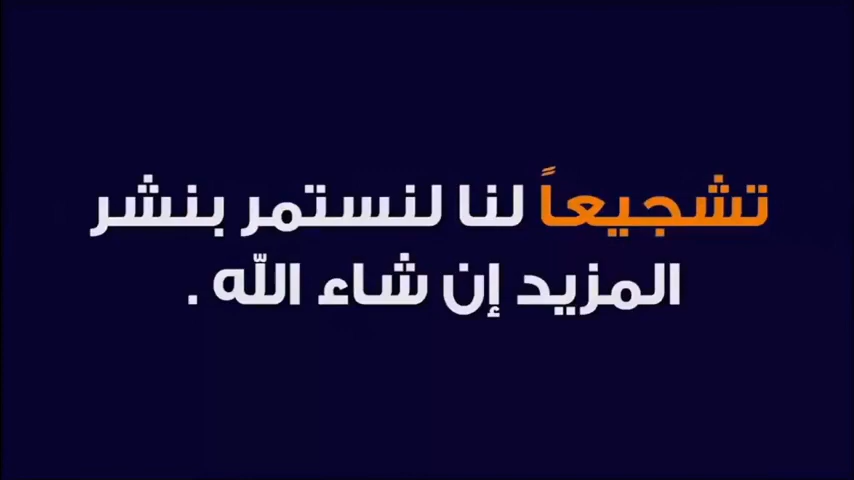 تشجيعاً لنا لنستمر بنشر
المزيد إن شاء الله .